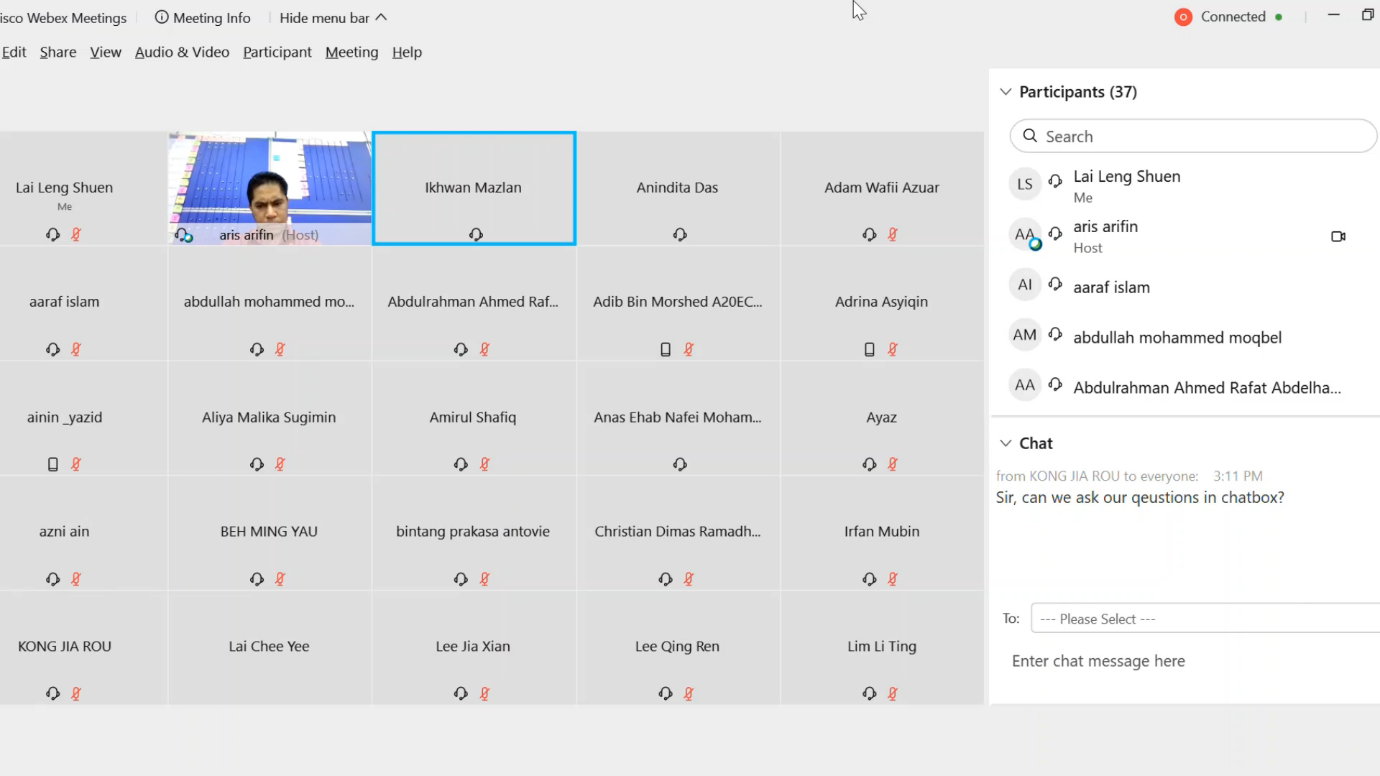 isco Webex Meetings
Meeting Info
Hide menu bar
Connected
Edit Share View Audio & Video Participant Meeting Help
Lai Leng Shuen
Me
aris arifin (Host)
Ikhwan Mazlan
Anindita Das
Adam Wafii Azuar
aaraf islam
abdullah mohammed mo...
Abdulrahman Ahmed Raf...
Adib Bin Morshed A20EC...
Adrina Asyiqin
ainin _yazid
Aliya Malika Sugimin
Amirul Shafiq
Anas Ehab Nafei Moham...
Ayaz
azni ain
BEH MING YAU
bintang prakasa antovie
Christian Dimas Ramadh...
Irfan Mubin
KONG JIA ROU
Lai Chee Yee
Lee Jia Xian
Lee Qing Ren
Lim Li Ting
Participants (37)
Search
LS
Lai Leng Shuen
Me
AA
aris arifin
Host
AI
aaraf islam
AM
abdullah mohammed moqbel
AA
Abdulrahman Ahmed Rafat Abdelha...
Chat
from KONG JIA ROU to everyone: 3:11 PM
Sir, can we ask our qeustions in chatbox?
To: --- Please Select ---
Enter chat message here